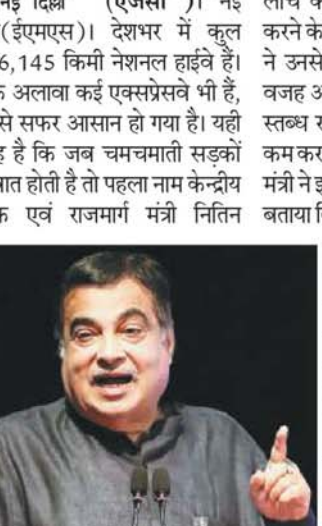 नई दिल्ली (एजेंसी )। नई
(ईएमएस)। देशभर में कुल
6,145 किमी नेशनल हाईवे हैं।
अलावा कई एक्सप्रेसवे भी हैं,
से सफर आसान हो गया है। यही
है कि जब चमचमाती सड़कों
होती है तो पहला नाम केन्द्रीय
एवं राजमार्ग मंत्री नितिन
करने के
ने उनसे
वजह
स्तब्ध
कम कर
मंत्री ने
बताया